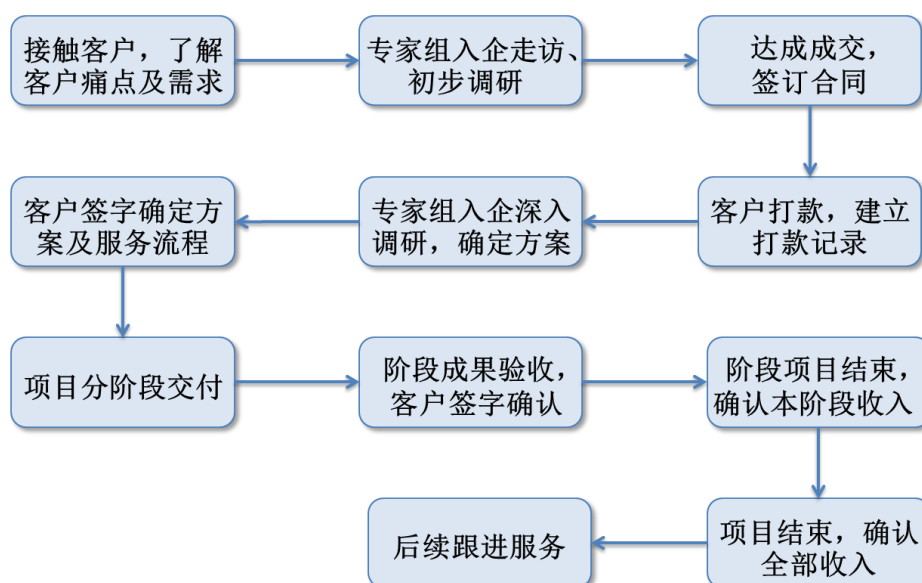 接触客户，了解
客户痛点及需求
专家组入企走访、
初步调研
达成成交，
签订合同
客户打款，建立
打款记录
专家组入企深入
调研，确定方案
客户签字确定方
案及服务流程
项目分阶段交付
阶段成果验收，
客户签字确认
阶段项目结束，
确认本阶段收入
项目结束，确认
全部收入
后续跟进服务